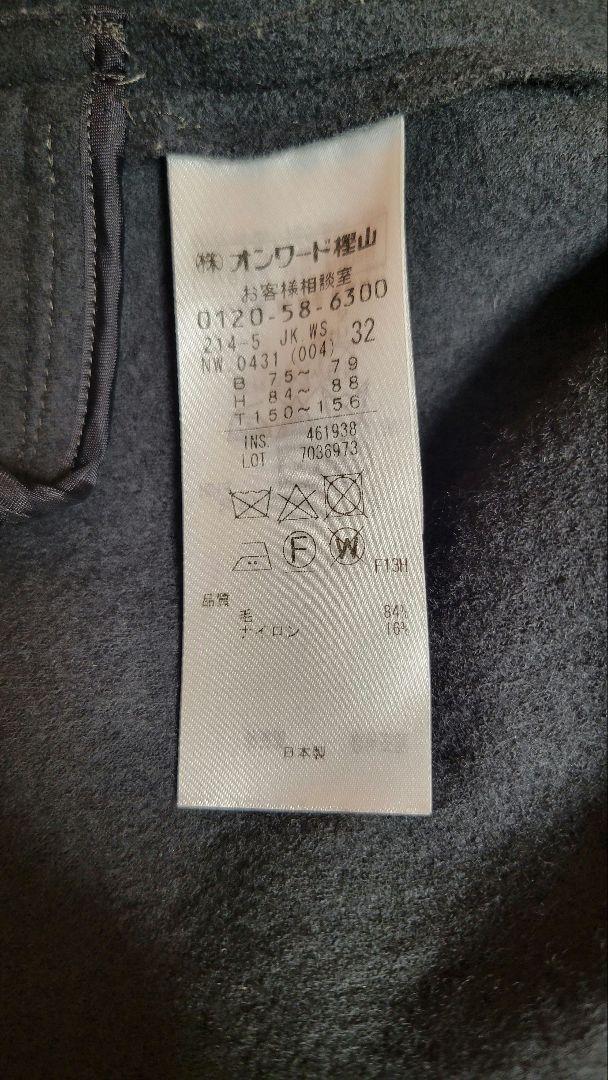 ㈱オンワード樫山
お客様相談室
0120-58-6300
214-5 JK WS. 32
NW 0431 (004)
B 75～ 79
H 84～ 88
T 150～156
INS. 461938
LOT 7036973
F W
F13H
品質
毛 84%
ナイロン 16%
日本製